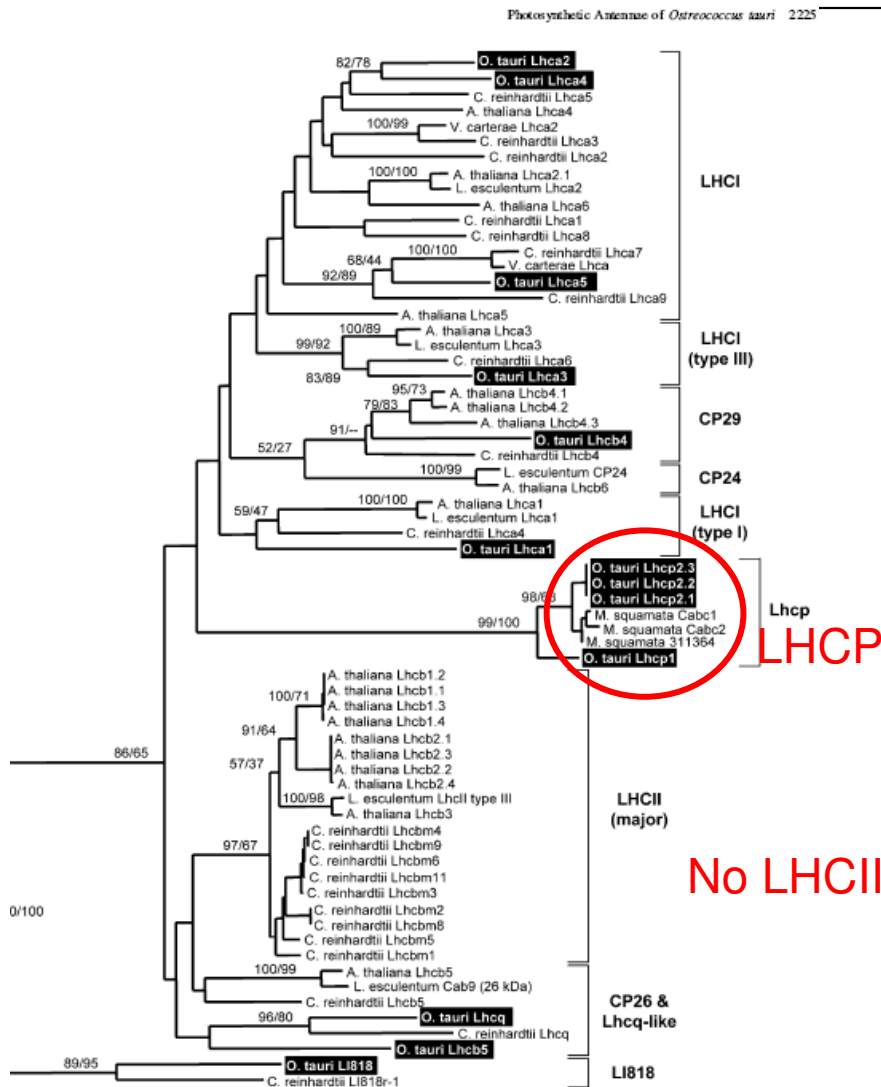 Photosynthetic Antennae of Ostreococcus tauri 2225
82/78
O. tauri Lhca2
O. tauri Lhca4
C. reinhardtii Lhca5
A. thaliana Lhca4
100/99
V. carterae Lhca2
C. reinhardtii Lhca3
C. reinhardtii Lhca2
100/100
A. thaliana Lhca2.1
L. esculentum Lhca2
A. thaliana Lhca6
C. reinhardtii Lhca1
C. reinhardtii Lhca8
100/100
C. reinhardtii Lhca7
68/44
V. carterae Lhca
92/89
O. tauri Lhca5
C. reinhardtii Lhca9
A. thaliana Lhca5
LHCI
100/89
A. thaliana Lhca3
99/92
L. esculentum Lhca3
C. reinhardtii Lhca6
83/89
O. tauri Lhca3
LHCI
(type III)
95/73
A. thaliana Lhcb4.1
79/83
A. thaliana Lhcb4.2
A. thaliana Lhcb4.3
91/--
O. tauri Lhcb4
C. reinhardtii Lhcb4
CP29
52/27
100/99
L. esculentum CP24
A. thaliana Lhcb6
CP24
100/100
A. thaliana Lhca1
59/47
L. esculentum Lhca1
C. reinhardtii Lhca4
O. tauri Lhca1
LHCI
(type I)
O. tauri Lhcp2.3
O. tauri Lhcp2.2
98/68
O. tauri Lhcp2.1
M. squamata Cabc1
99/100
M. squamata Cabc2
M. squamata 311364
O. tauri Lhcp1
Lhcp
LHCP
A. thaliana Lhcb1.2
100/71
A. thaliana Lhcb1.1
A. thaliana Lhcb1.3
A. thaliana Lhcb1.4
91/64
A. thaliana Lhcb2.1
86/65
A. thaliana Lhcb2.3
57/37
A. thaliana Lhcb2.2
A. thaliana Lhcb2.4
100/98
L. esculentum LhcII type III
A. thaliana Lhcb3
C. reinhardtii Lhcbm4
97/67
C. reinhardtii Lhcbm9
C. reinhardtii Lhcbm6
C. reinhardtii Lhcbm11
C. reinhardtii Lhcbm3
C. reinhardtii Lhcbm2
0/100
C. reinhardtii Lhcbm8
C. reinhardtii Lhcbm5
C. reinhardtii Lhcbm1
LHCII
(major)
No LHCII
100/99
A. thaliana Lhcb5
L. esculentum Cab9 (26 kDa)
C. reinhardtii Lhcb5
96/80
O. tauri Lhcq
C. reinhardtii Lhcq
O. tauri Lhcb5
CP26 &
Lhcq-like
89/95
O. tauri LI818
C. reinhardtii LI818r-1
LI818